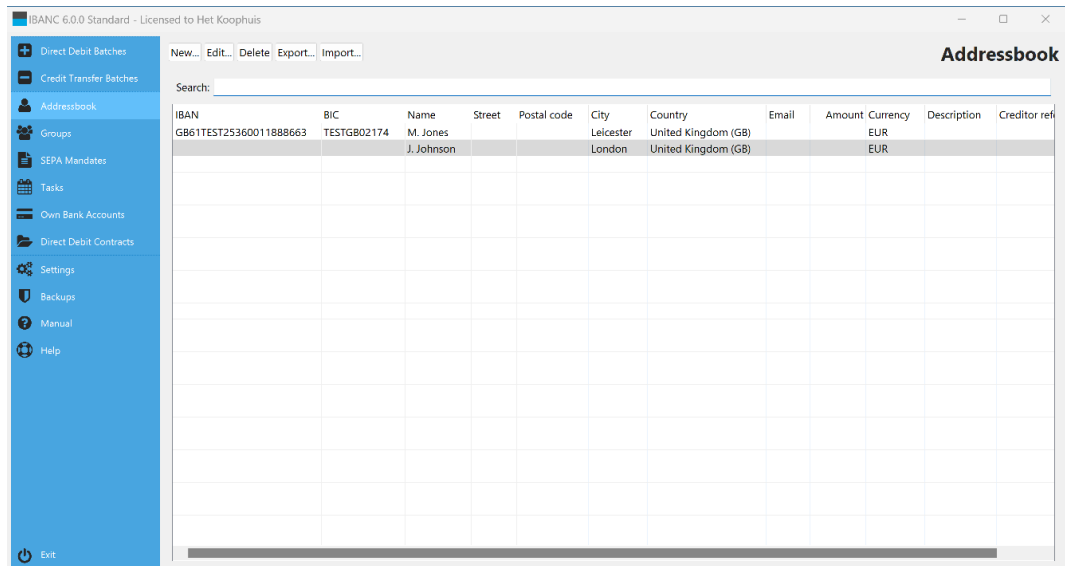 IBANC 6.0.0 Standard - Licensed to Het Koophuis
Direct Debit Batches
Credit Transfer Batches
Addressbook
Groups
SEPA Mandates
Tasks
Own Bank Accounts
Direct Debit Contracts
Settings
Backups
Manual
Help
Exit
New... Edit... Delete Export... Import...
Addressbook
Search:
IBAN BIC Name Street Postal code City Country Email Amount Currency Description Creditor refe
GB61TEST25360011888663 TESTGB02174 M. Jones Leicester United Kingdom (GB) EUR
J. Johnson London United Kingdom (GB) EUR